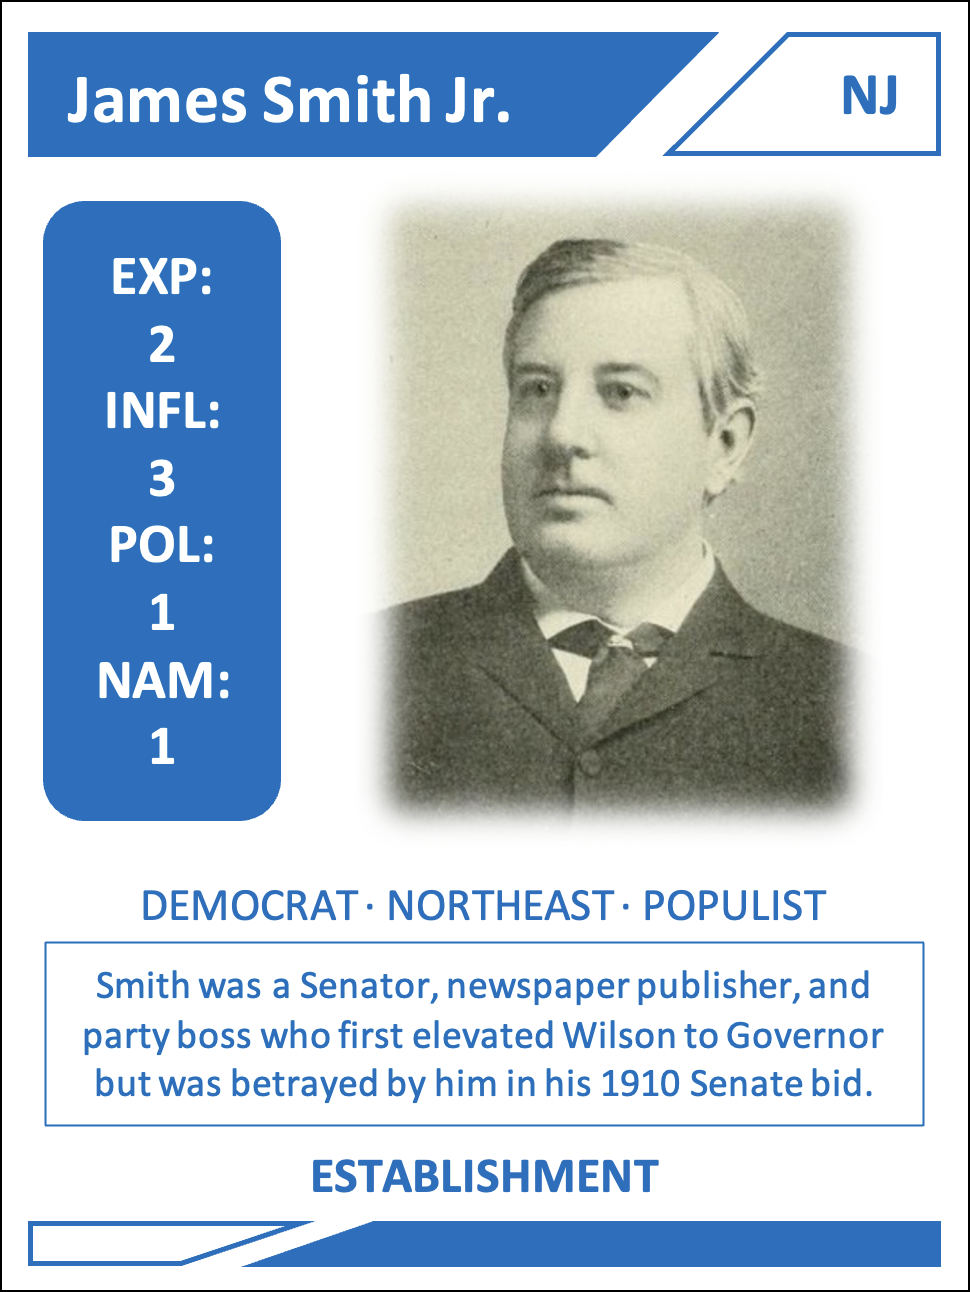 James Smith Jr.
NJ
EXP:
2
INFL:
3
POL:
1
NAM:
1
DEMOCRAT · NORTHEAST · POPULIST
Smith was a Senator, newspaper publisher, and
party boss who first elevated Wilson to Governor
but was betrayed by him in his 1910 Senate bid.
ESTABLISHMENT